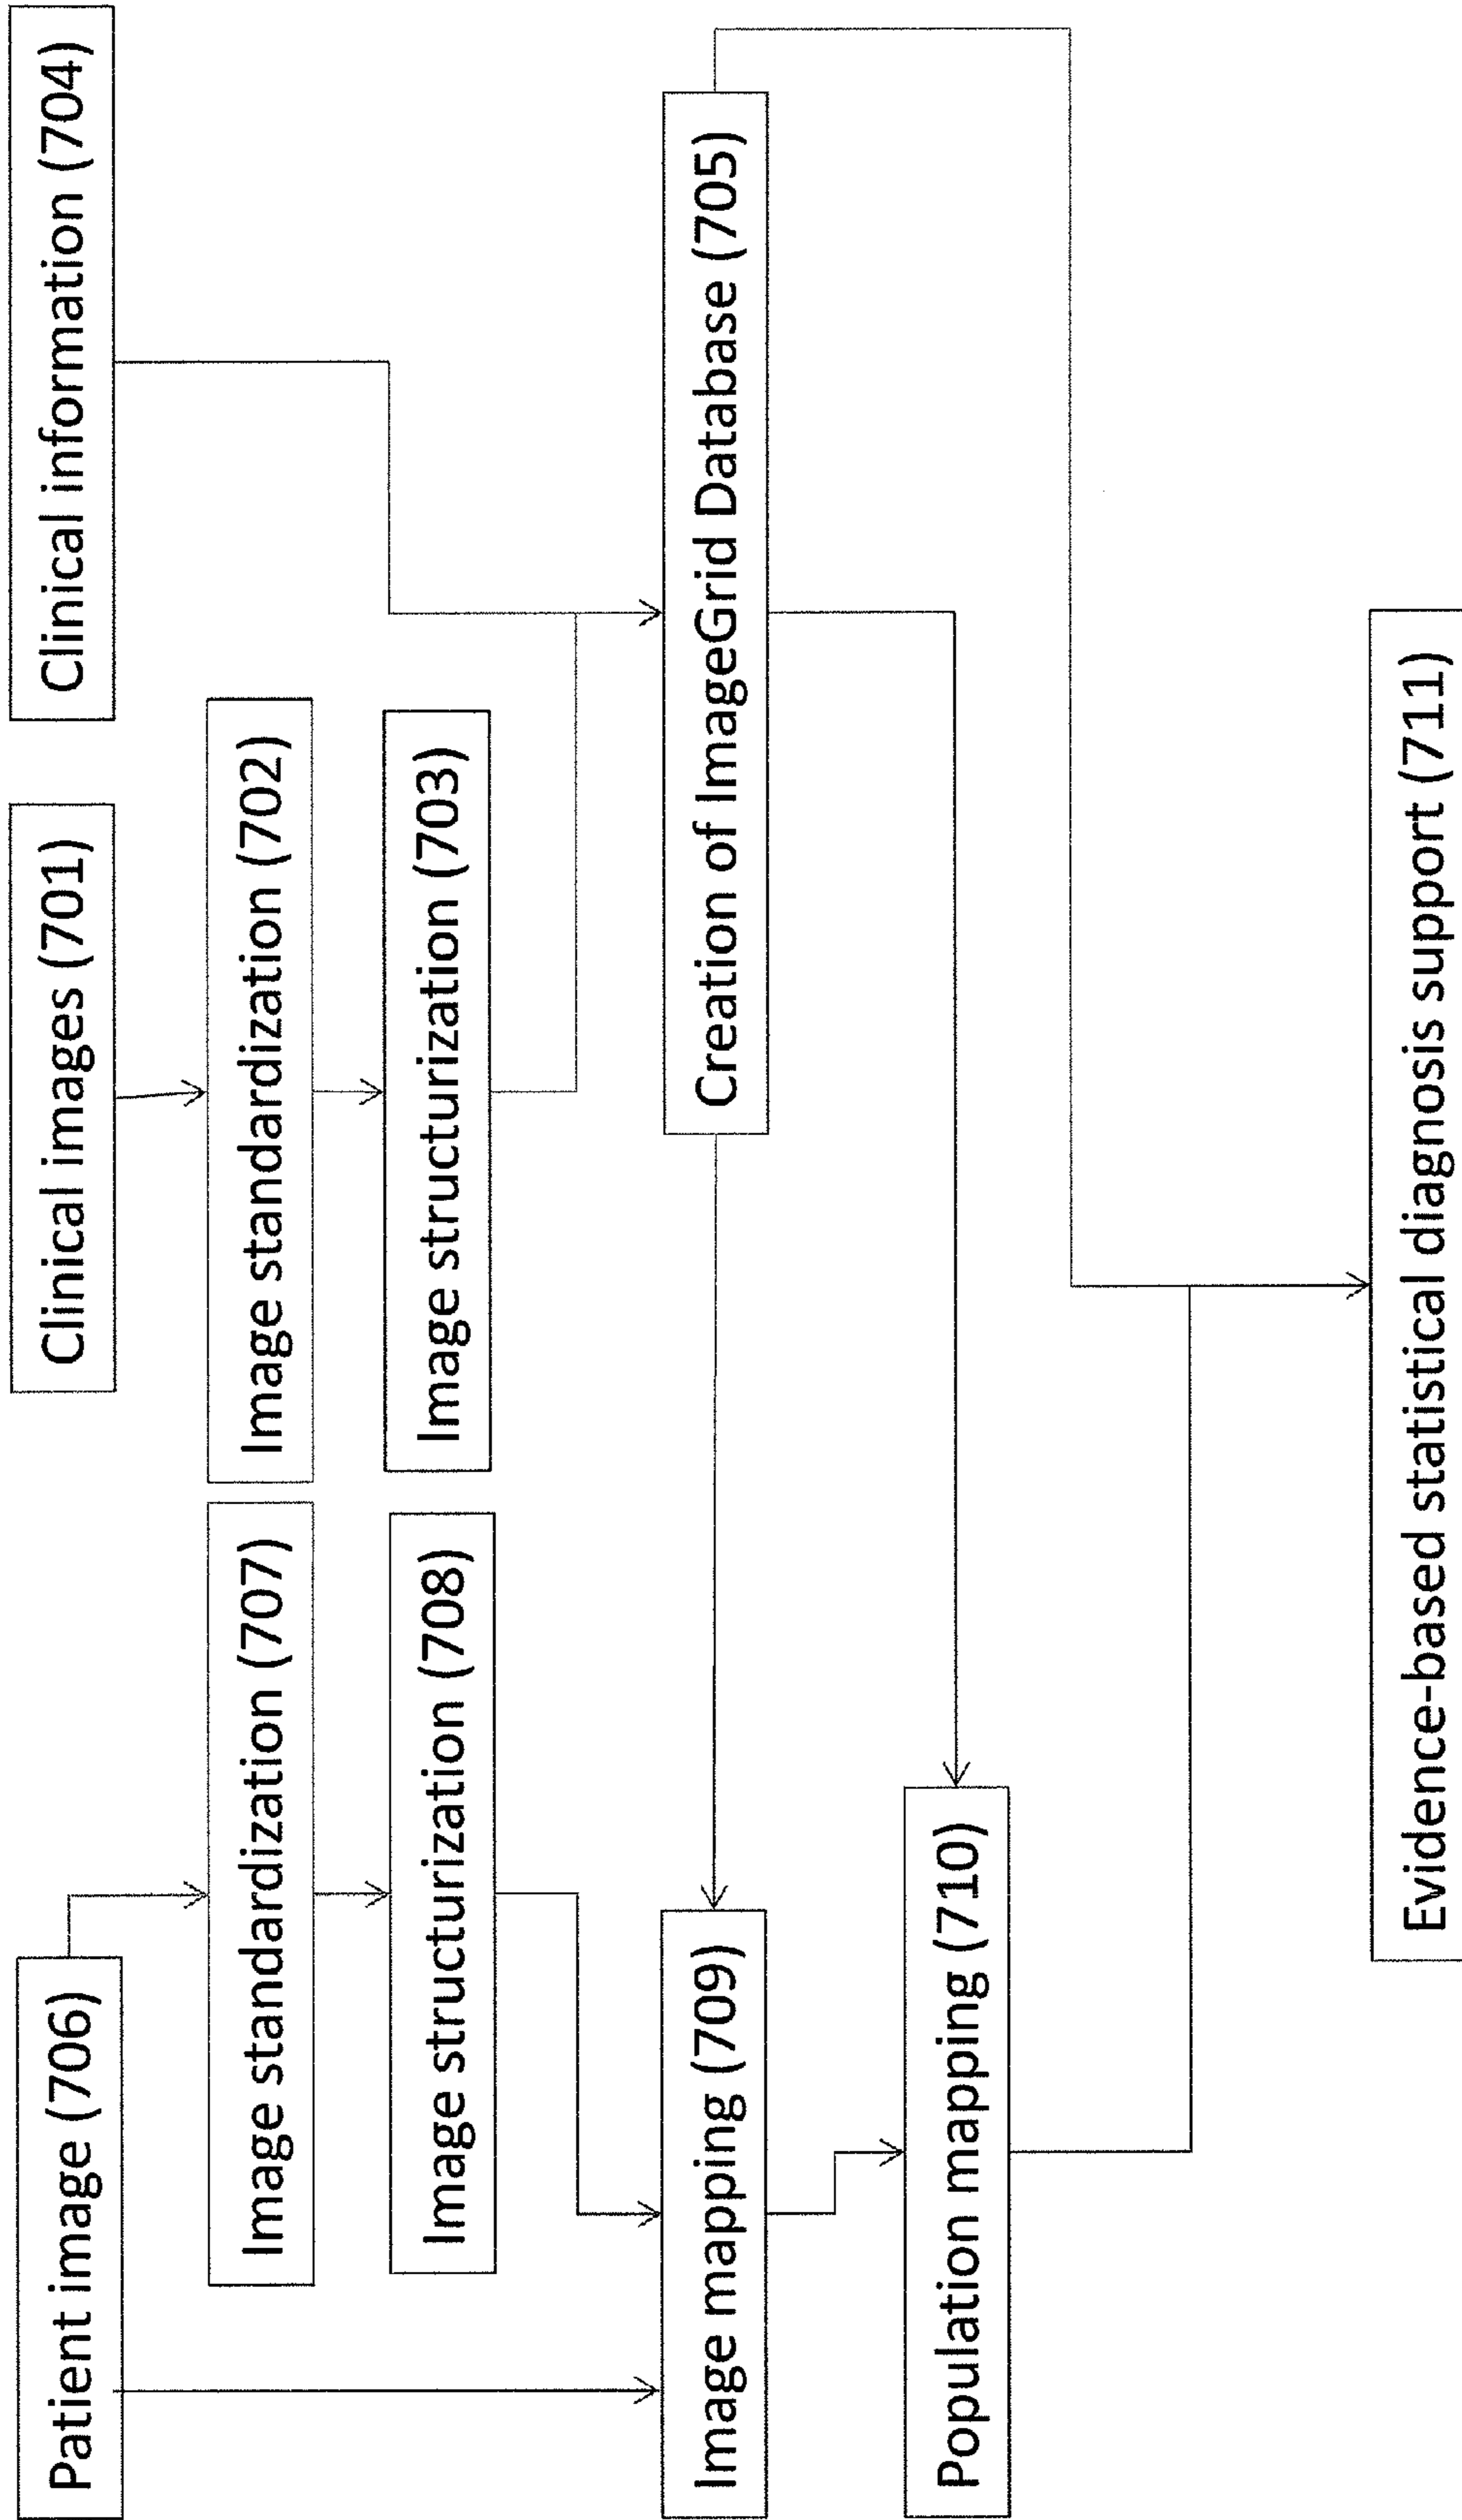 Patient image (706)
Clinical images (701)
Clinical information (704)
Image standardization (707)
Image standardization (702)
Image structurization (708)
Image structurization (703)
Image mapping (709)
Creation of ImageGrid Database (705)
Population mapping (710)
Evidence-based statistical diagnosis support (711)